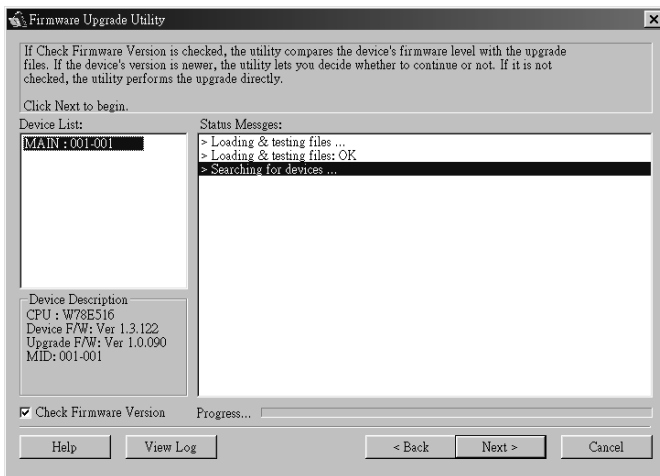 Firmware Upgrade Utility
If Check Firmware Version is checked, the utility compares the device's firmware level with the upgrade
files. If the device's version is newer, the utility lets you decide whether to continue or not. If it is not
checked, the utility performs the upgrade directly.
Click Next to begin.
Device List:
MAIN : 001-001
Status Messges:
> Loading & testing files ...
> Loading & testing files: OK
> Searching for devices ...
Device Description
CPU : W78E516
Device F/W: Ver 1.3.122
Upgrade F/W: Ver 1.0.090
MID: 001-001
Check Firmware Version
Progress...
Help
View Log
< Back
Next >
Cancel